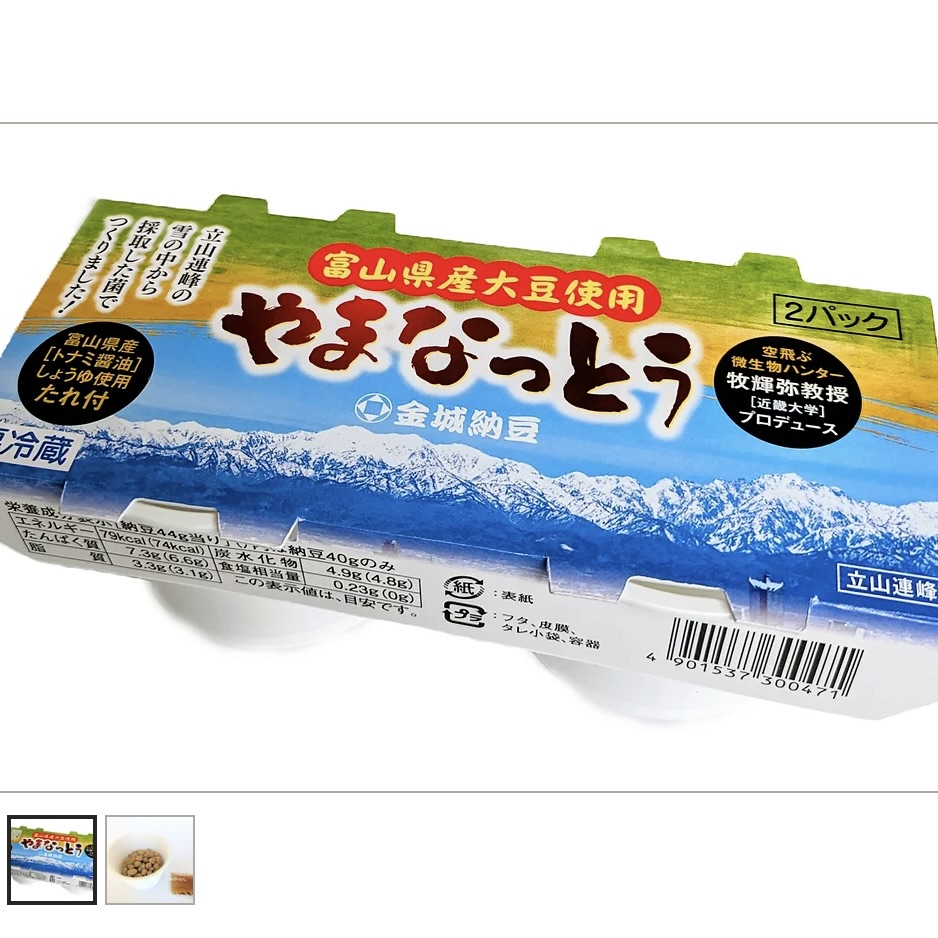 立山連峰の
雪の中から
採取した菌で
つくりました!
富山県産大豆使用
やまなっとう
金城納豆
2パック
富山県産
[トナミ醤油]
しょうゆ使用
たれ付
空飛ぶ
微生物ハンター
牧輝弥教授
[近畿大学]
プロデュース
冷蔵
立山連峰
納豆44g当り
納豆40gのみ
エネルギー 79kcal(74kcal) 炭水化物 4.9g(4.8g)
たんぱく質 7.3g(6.6g) 食塩相当量 0.23g(0g)
脂質 3.3g(3.1g)
この表示値は、目安です。
紙:表紙
プラ:フタ、皮膜、
タレ小袋、容器
4 901537 300471